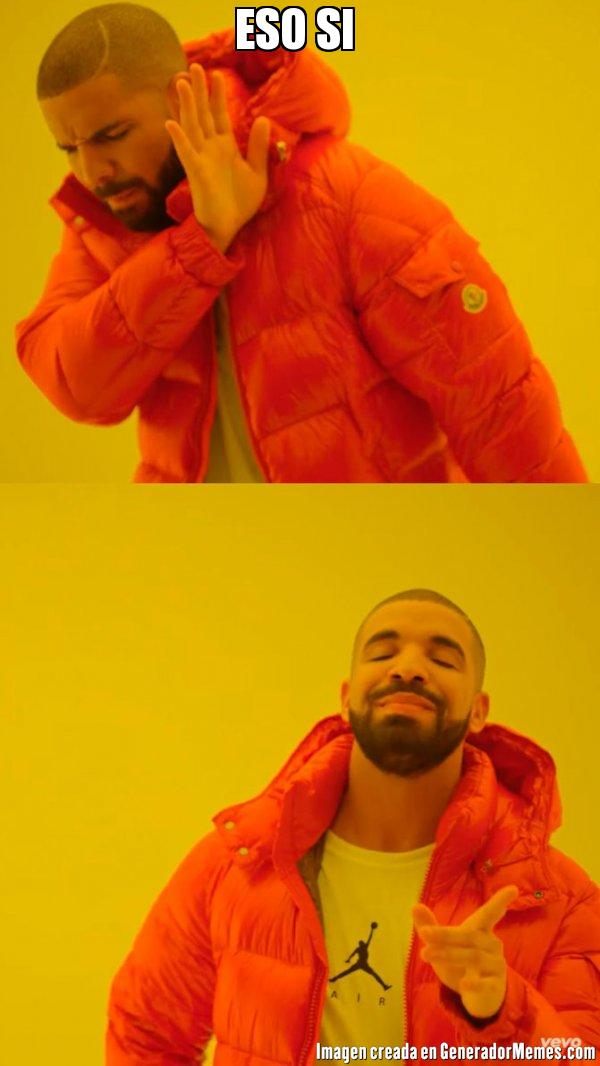 ESO SI
AIR
vevo
Imagen creada en GeneradorMemes.com